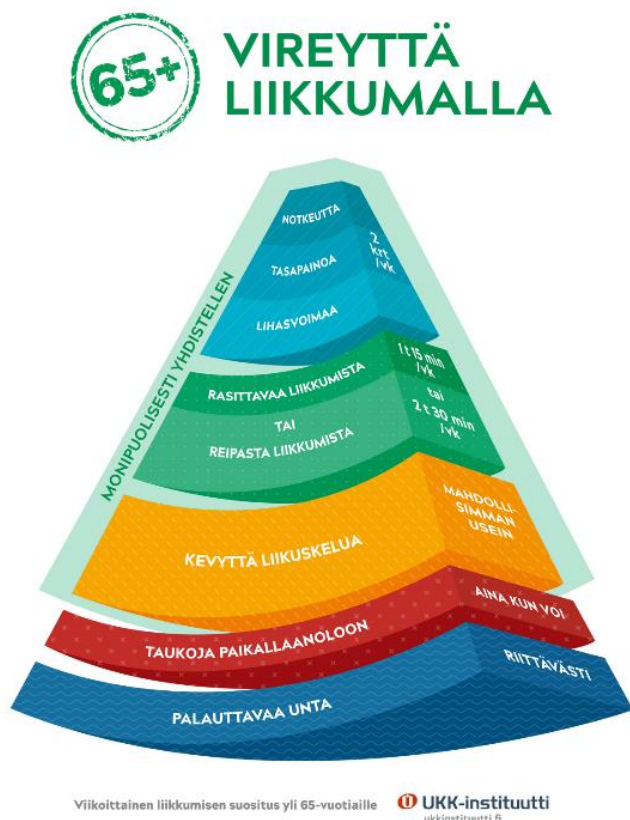 65+
VIREYTTÄ
LIIKKUMALLA
MONIPUOLISESTI YHDISTELLEN
NOTKEUTTA
TASAPAINOA
LIHASVOIMAA
2
krt
/vk
RASITTAVAA LIIKKUMISTA
TAI
REIPASTA LIIKKUMISTA
1 t 15 min
/vk
tai
2 t 30 min
/vk
KEVYTTÄ LIIKUSKELUA
MAHDOLLI-
SIMMAN
USEIN
TAUKOJA PAIKALLAANOLOON
AINA KUN VOI
PALAUTTAVAA UNTA
RIITTÄVÄSTI
Viikoittainen liikkumisen suositus yli 65-vuotiaille
UKK-instituutti
ukkinstituutti.fi